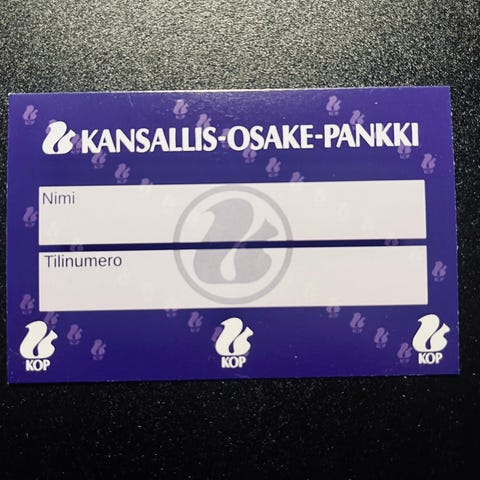 KANSALLIS-OSAKE-PANKKI
Nimi
Tilinumero
KOP KOP KOP